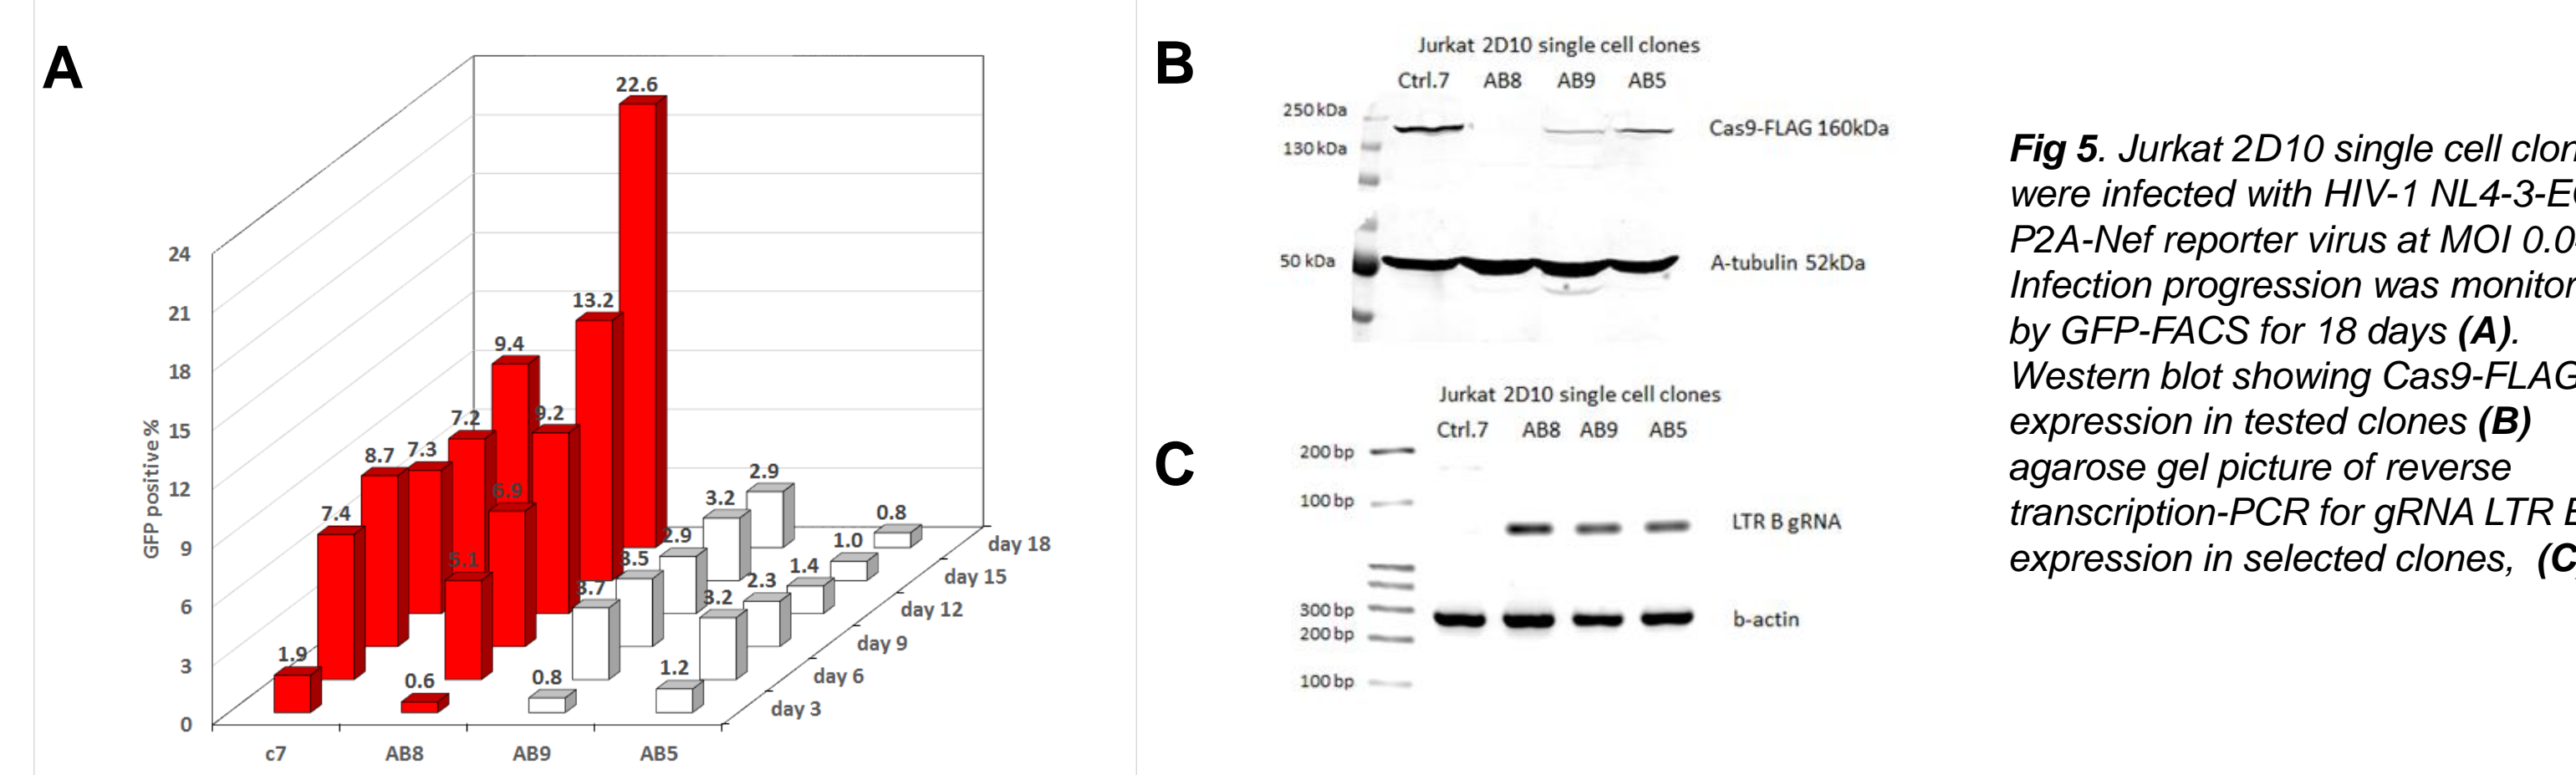 A
24
21
18
15
12
9
6
3
0
GFP positive %
1.9
7.4
8.7
7.3
7.2
9.4
0.6
5.1
6.9
9.2
13.2
22.6
0.8
3.7
3.5
2.9
3.2
2.9
1.2
3.2
2.3
1.4
1.0
0.8
c7 AB8 AB9 AB5
day 3
day 6
day 9
day 12
day 15
day 18
B
Jurkat 2D10 single cell clones
Ctrl.7 AB8 AB9 AB5
250 kDa
130 kDa
50 kDa
Cas9-FLAG 160kDa
A-tubulin 52kDa
C
Jurkat 2D10 single cell clones
Ctrl.7 AB8 AB9 AB5
200 bp
100 bp
LTR B gRNA
300 bp
200 bp
100 bp
b-actin
Fig 5. Jurkat 2D10 single cell
were infected with HIV-1
P2A-Nef reporter virus at MOI
Infection progression was
by GFP-FACS for 18 days (A).
Western blot showing Cas9-FLAG
expression in tested clones (B)
agarose gel picture of reverse
transcription-PCR for gRNA LTR
expression in selected clones,